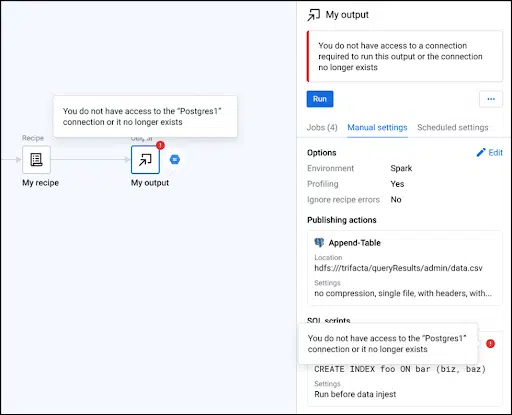 You do not have access to the "Postgres1"
connection or it no longer exists
Recipe
My recipe
My output
My output
You do not have access to a connection
required to run this output or the connection
no longer exists
Run
Jobs (4)
Manual settings
Scheduled settings
Options
Edit
Environment
Spark
Profiling
Yes
Ignore recipe errors
No
Publishing actions
Append-Table
Location
hdfs:///trifacta/queryResults/admin/data.csv
Settings
no compression, single file, with headers, with...
SQL scripts
You do not have access to the "Postgres1"
connection or it no longer exists
CREATE INDEX foo ON bar (biz, baz)
Settings
Run before data injest